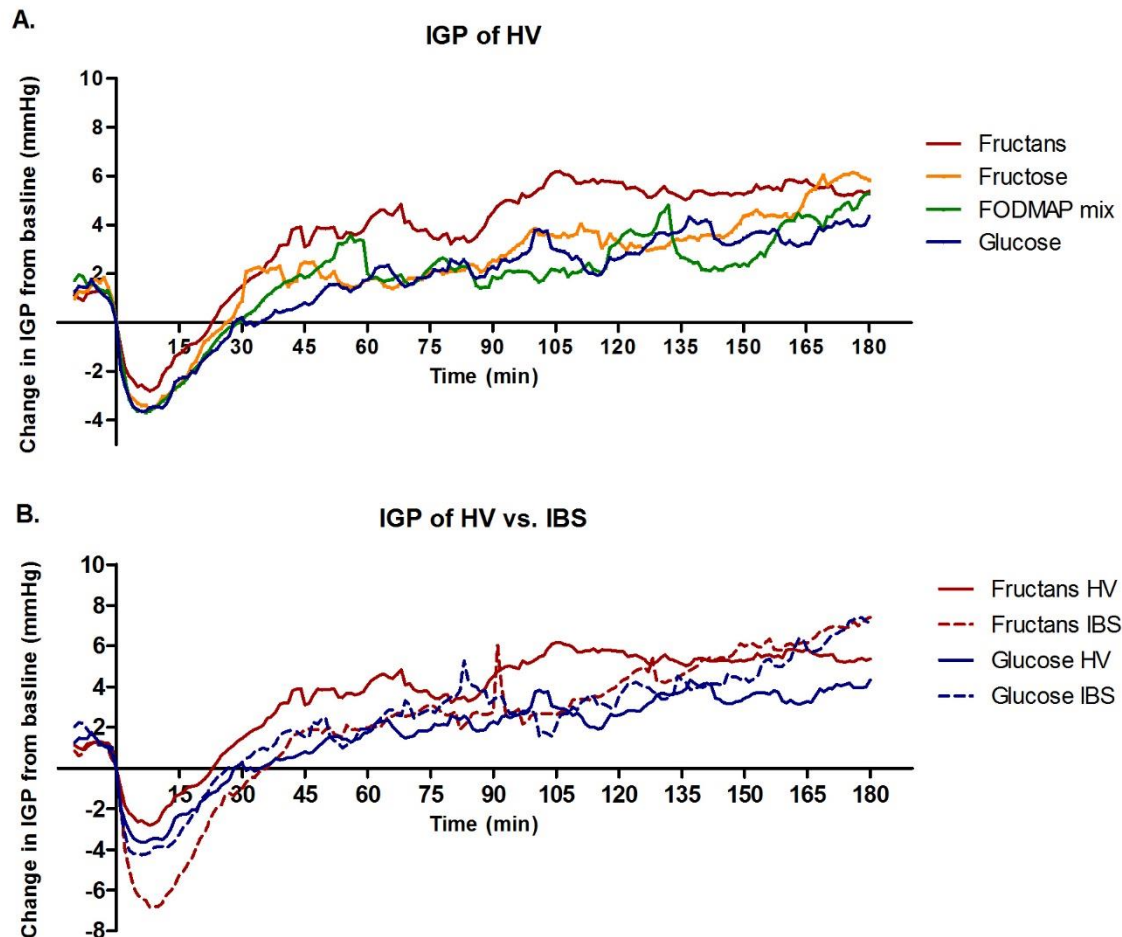 A.
IGP of HV
Change in IGP from basline (mmHg)
10
8
6
4
2
-2
-4
15 30 45 60 75 90 105 120 135 150 165 180
Time (min)
Fructans
Fructose
FODMAP mix
Glucose
B.
IGP of HV vs. IBS
Change in IGP from baseline (mmHg)
10
8
6
4
2
-2
-4
-6
-8
15 30 45 60 75 90 105 120 135 150 165 180
Time (min)
Fructans HV
Fructans IBS
Glucose HV
Glucose IBS